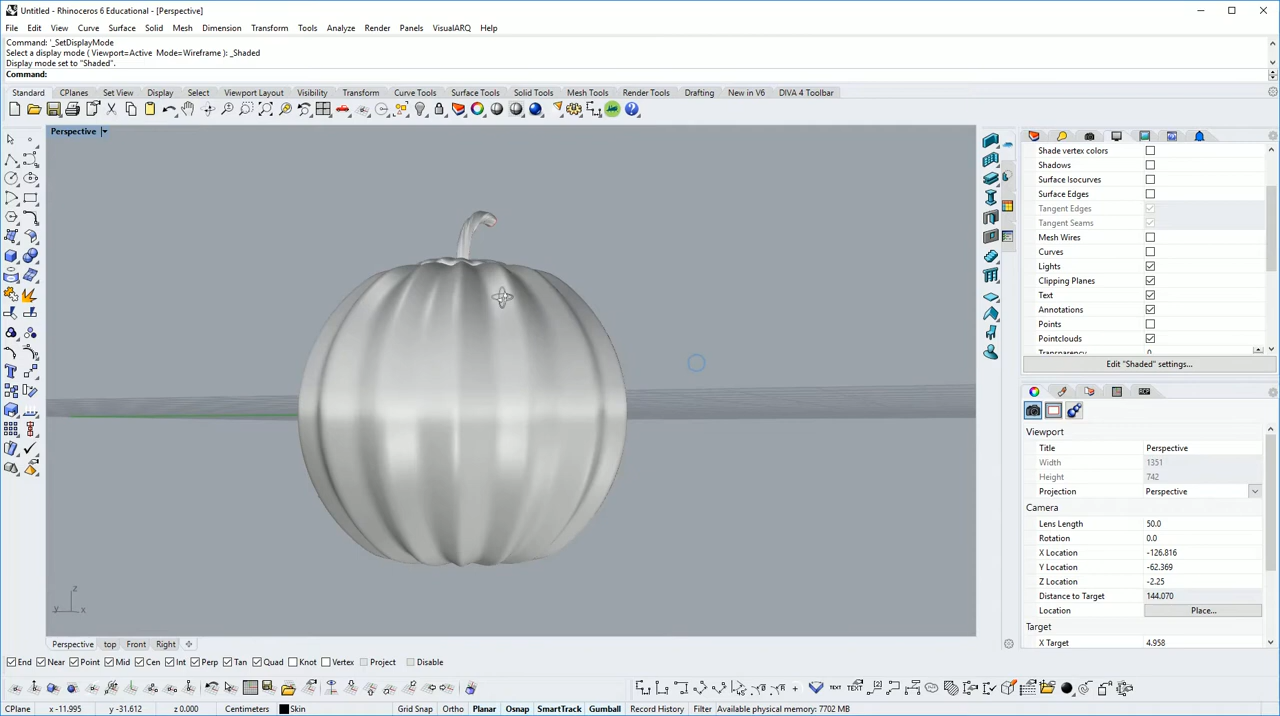 Untitled - Rhinoceros 6 Educational - [Perspective]
File Edit View Curve Surface Solid Mesh Dimension Transform Tools Analyze Render Panels VisualARQ Help
Command: '_SetDisplayMode
Select a display mode ( Viewport=Active Mode=Wireframe ): _Shaded
Display mode set to "Shaded".
Command:
Standard CPlanes Set View Display Select Viewport Layout Visibility Transform Curve Tools Surface Tools Solid Tools Mesh Tools Render Tools Drafting New in V6 DIVA 4 Toolbar
Perspective
Shade vertex colors
Shadows
Surface Isocurves
Surface Edges
Tangent Edges
Tangent Seams
Mesh Wires
Curves
Lights
Clipping Planes
Text
Annotations
Points
Pointclouds
Transparency 0
Edit "Shaded" settings...
Viewport
Title Perspective
Width 1351
Height 742
Projection Perspective
Camera
Lens Length 50.0
Rotation 0.0
X Location -126.816
Y Location -62.369
Z Location -2.25
Distance to Target 144.070
Location Place...
Target
X Target 4.958
z
y x
Perspective top Front Right
End Near Point Mid Cen Int Perp Tan Quad Knot Vertex Project Disable
CPlane x -11.995 y -31.612 z 0.000 Centimeters Skin Grid Snap Ortho Planar Osnap SmartTrack Gumball Record History Filter Available physical memory: 7702 MB